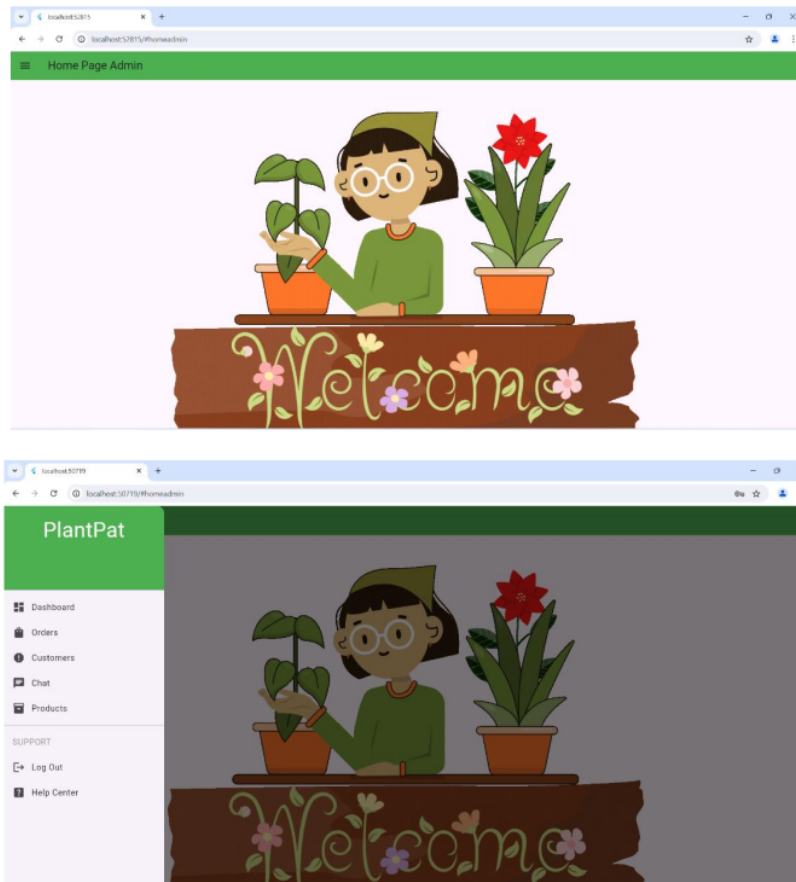 localhost:52815
localhost:52815/#homeadmin
Home Page Admin
Welcome
localhost:50719
localhost:50719/#homeadmin
PlantPat
Dashboard
Orders
Customers
Chat
Products
SUPPORT
Log Out
Help Center
Welcome